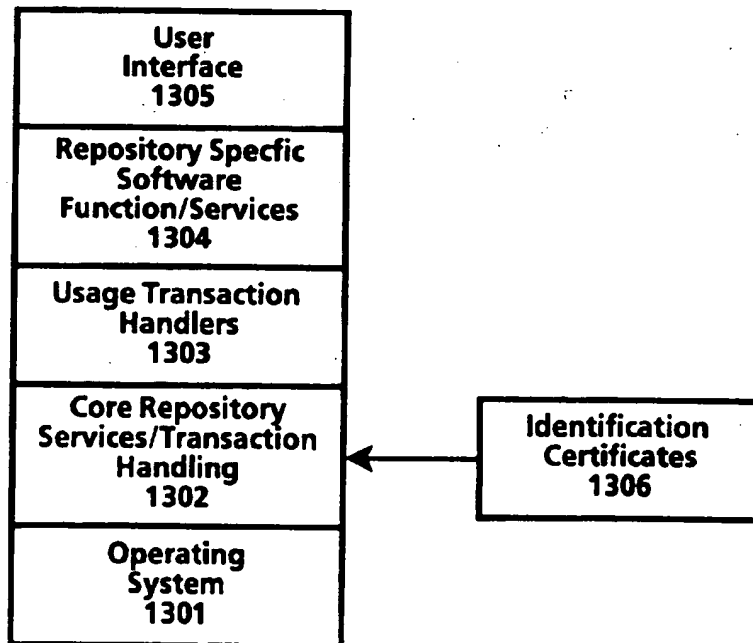 User
Interface
1305
Repository Specfic
Software
Function/Services
1304
Usage Transaction
Handlers
1303
Core Repository
Services/Transaction
Handling
1302
Identification
Certificates
1306
Operating
System
1301